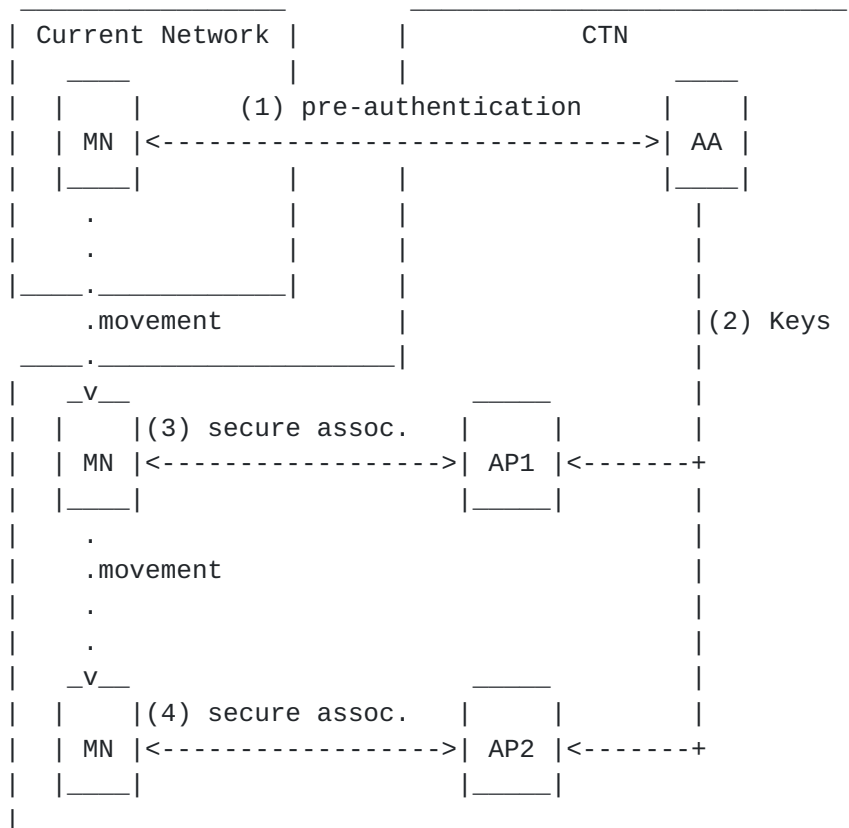 Current Network CTN
(1) pre-authentication
MN AA
.movement (2) Keys
(3) secure assoc.
MN AP1
.movement
(4) secure assoc.
MN AP2